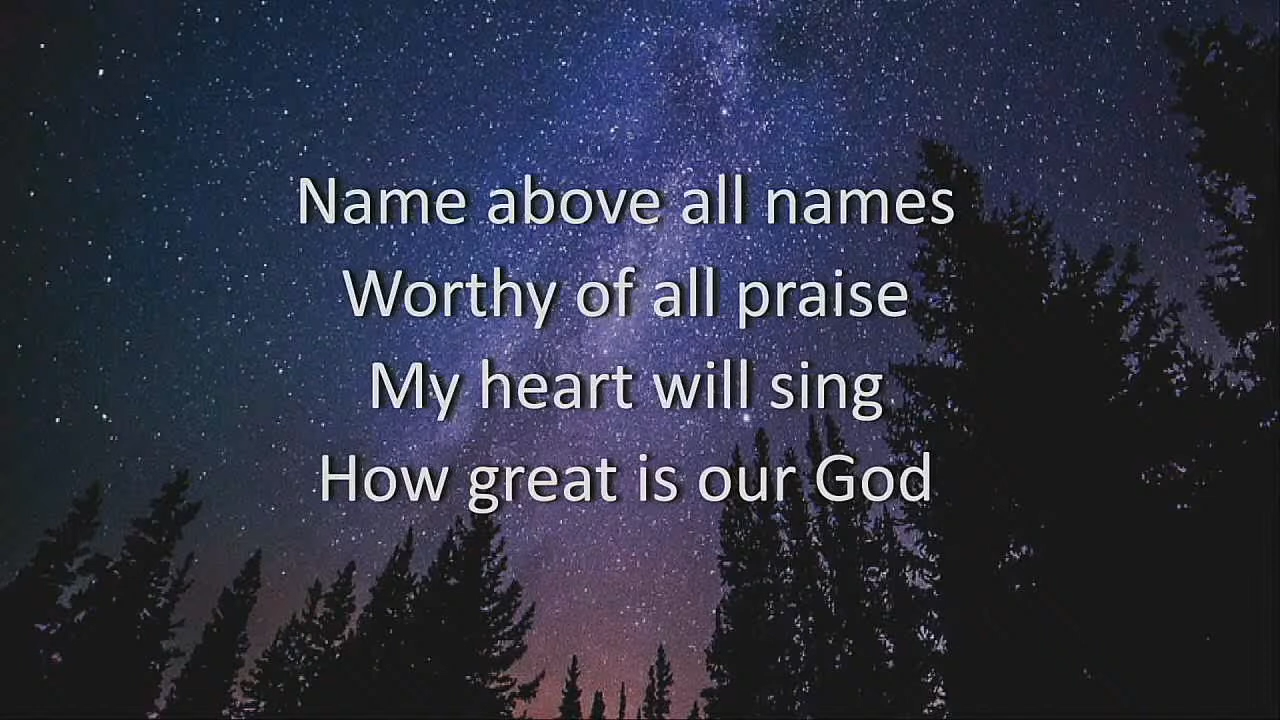 Name above all names
Worthy of all praise
My heart will sing
How great is our God